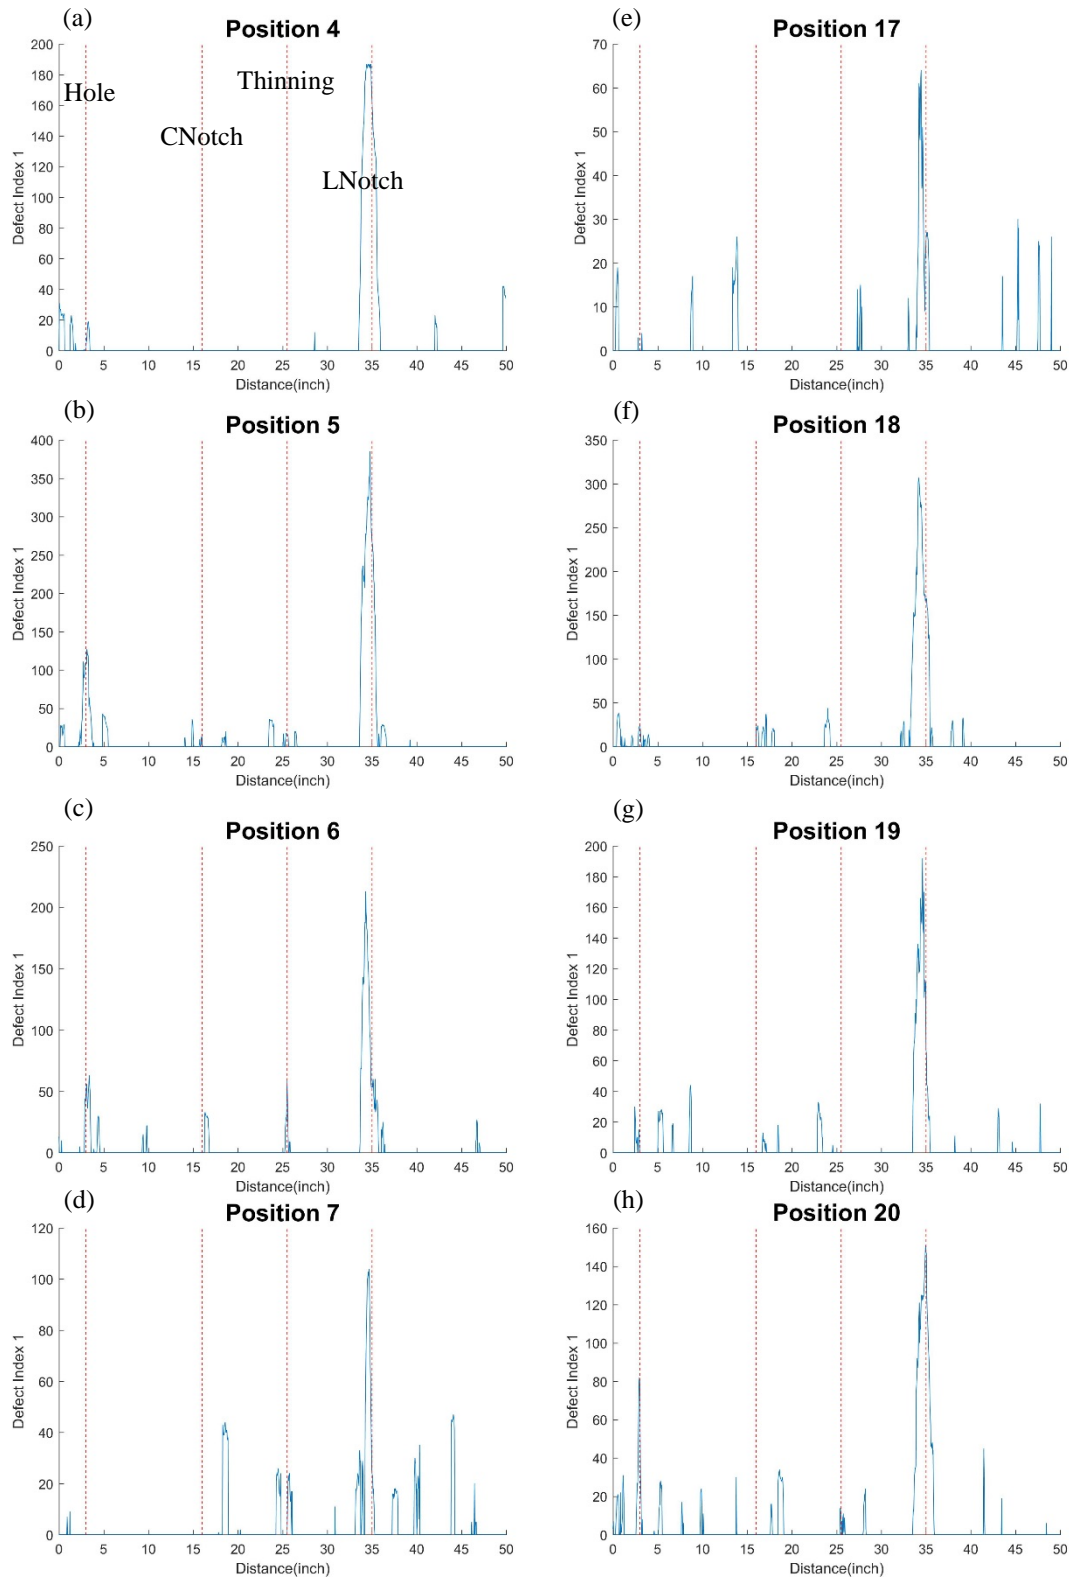 (a)
Position 4
200
180
160
140
120
100
80
60
40
20
0
Defect Index 1
Hole
CNotch
Thinning
LNotch
0 5 10 15 20 25 30 35 40 45 50
Distance(inch)
(e)
Position 17
70
60
50
40
30
20
10
0
Defect Index 1
0 5 10 15 20 25 30 35 40 45 50
Distance(inch)
(b)
Position 5
400
350
300
250
200
150
100
50
0
Defect Index 1
0 5 10 15 20 25 30 35 40 45 50
Distance(inch)
(f)
Position 18
350
300
250
200
150
100
50
0
Defect Index 1
0 5 10 15 20 25 30 35 40 45 50
Distance(inch)
(c)
Position 6
250
200
150
100
50
0
Defect Index 1
0 5 10 15 20 25 30 35 40 45 50
Distance(inch)
(g)
Position 19
200
180
160
140
120
100
80
60
40
20
0
Defect Index 1
0 5 10 15 20 25 30 35 40 45 50
Distance(inch)
(d)
Position 7
120
100
80
60
40
20
0
Defect Index 1
0 5 10 15 20 25 30 35 40 45 50
Distance(inch)
(h)
Position 20
160
140
120
100
80
60
40
20
0
Defect Index 1
0 5 10 15 20 25 30 35 40 45 50
Distance(inch)